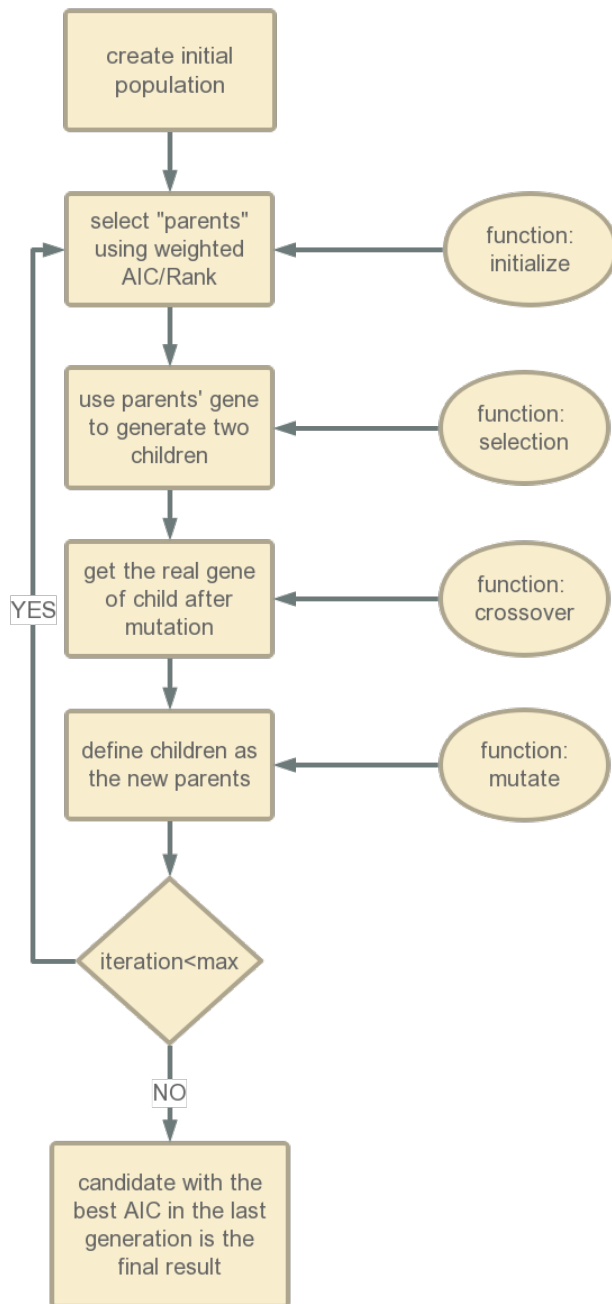 create initial
population
select "parents"
using weighted
AIC/Rank
function:
initialize
use parents' gene
to generate two
children
function:
selection
get the real gene
of child after
mutation
function:
crossover
YES
define children as
the new parents
function:
mutate
iteration<max
NO
candidate with the
best AIC in the last
generation is the
final result